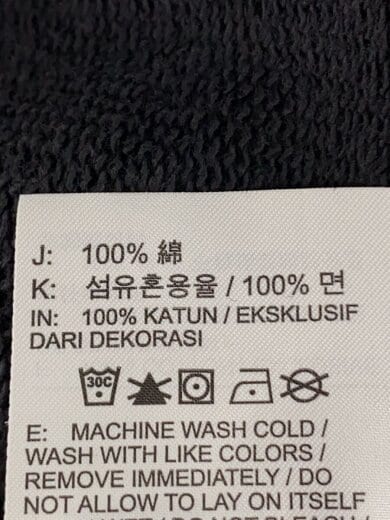 J: 100% 綿
K: 섬유혼용율 / 100% 면
IN: 100% KATUN / EKSKLUSIF
DARI DEKORASI
30C
E: MACHINE WASH COLD /
WASH WITH LIKE COLORS /
REMOVE IMMEDIATELY / DO
NOT ALLOW TO LAY ON ITSELF